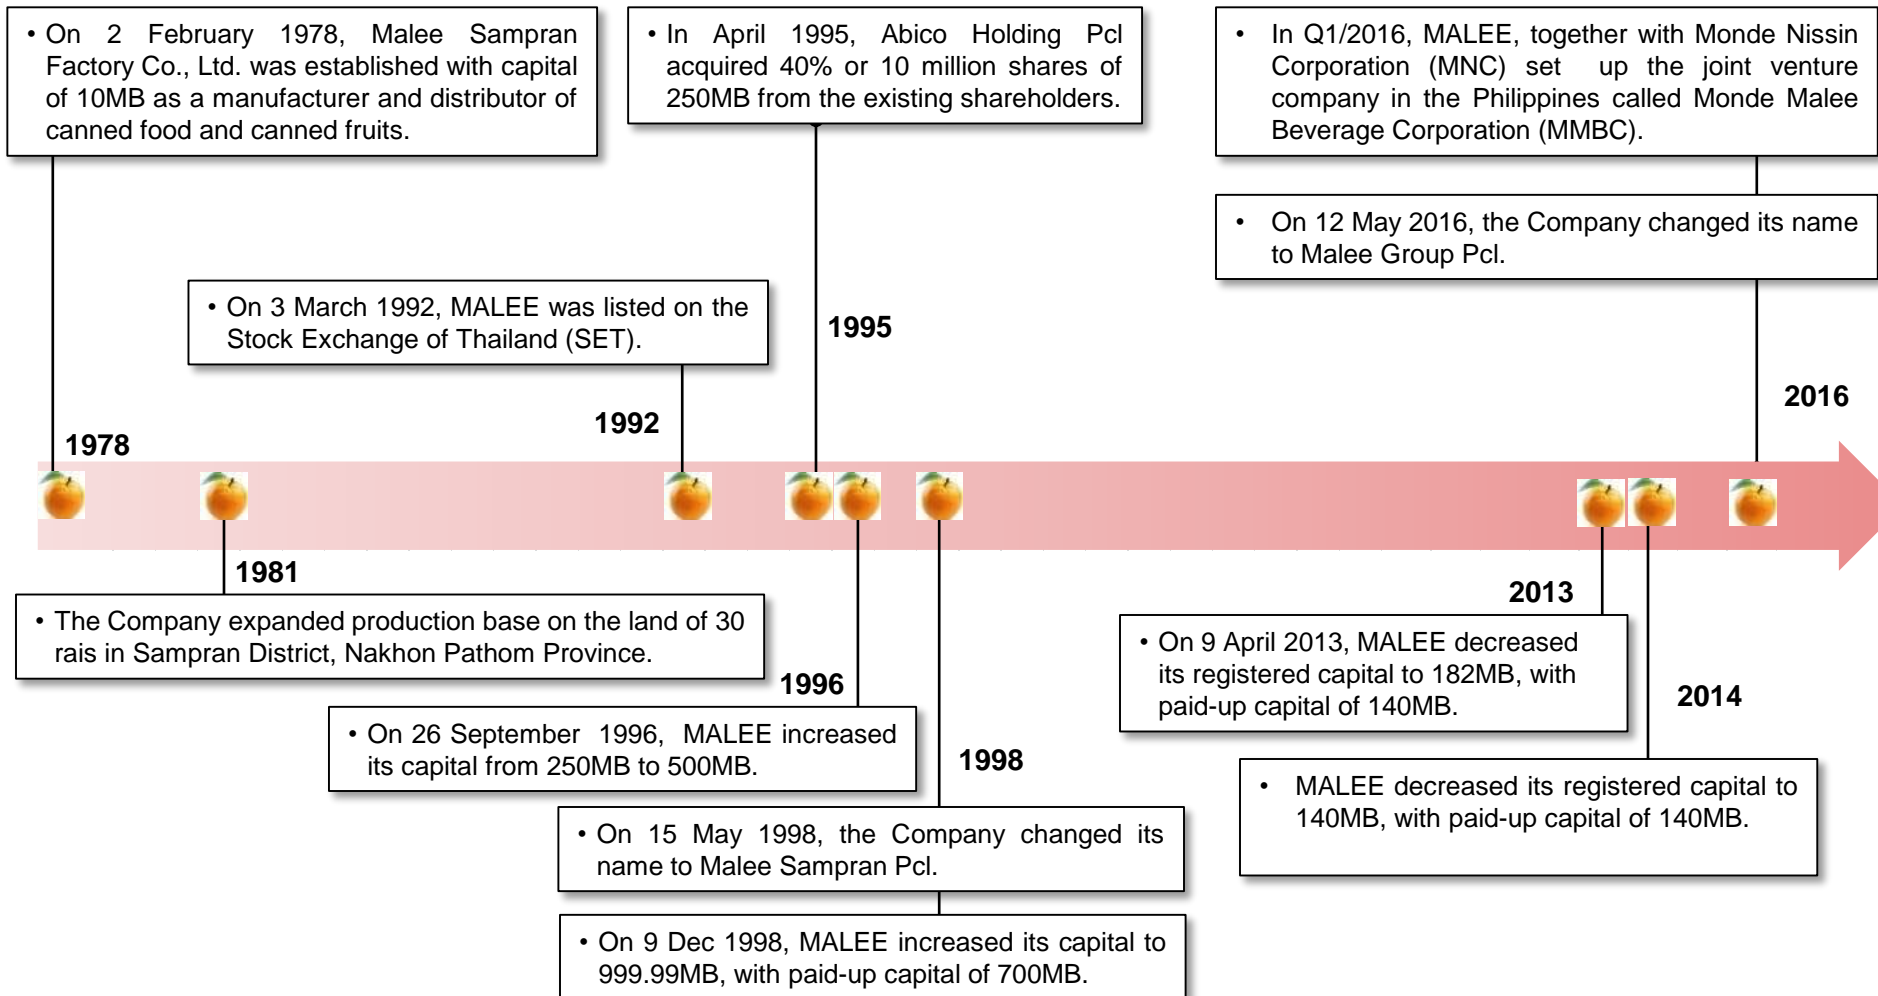 • On 2 February 1978, Malee Sampran
Factory Co., Ltd. was established with capital
of 10MB as a manufacturer and distributor of
canned food and canned fruits.
• In April 1995, Abico Holding Pcl
acquired 40% or 10 million shares of
250MB from the existing shareholders.
• In Q1/2016, MALEE, together with Monde Nissin
Corporation (MNC) set up the joint venture
company in the Philippines called Monde Malee
Beverage Corporation (MMBC).
• On 12 May 2016, the Company changed its name
to Malee Group Pcl.
• On 3 March 1992, MALEE was listed on the
Stock Exchange of Thailand (SET).
1995
2016
1992
1978
1981
2013
• The Company expanded production base on the land of 30
rais in Sampran District, Nakhon Pathom Province.
• On 9 April 2013, MALEE decreased
its registered capital to 182MB, with
paid-up capital of 140MB.
1996
2014
• On 26 September 1996, MALEE increased
its capital from 250MB to 500MB.
1998
• MALEE decreased its registered capital to
140MB, with paid-up capital of 140MB.
• On 15 May 1998, the Company changed its
name to Malee Sampran Pcl.
• On 9 Dec 1998, MALEE increased its capital to
999.99MB, with paid-up capital of 700MB.